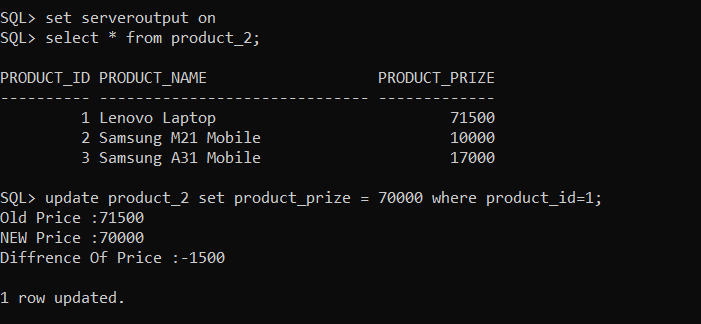 SQL> set serveroutput on
SQL> select * from product_2;
PRODUCT_ID PRODUCT_NAME                   PRODUCT_PRIZE
---------- ------------------------------ -------------
         1 Lenovo Laptop                          71500
         2 Samsung M21 Mobile                     10000
         3 Samsung A31 Mobile                     17000
SQL> update product_2 set product_prize = 70000 where product_id=1;
Old Price :71500
NEW Price :70000
Diffrence Of Price :-1500
1 row updated.